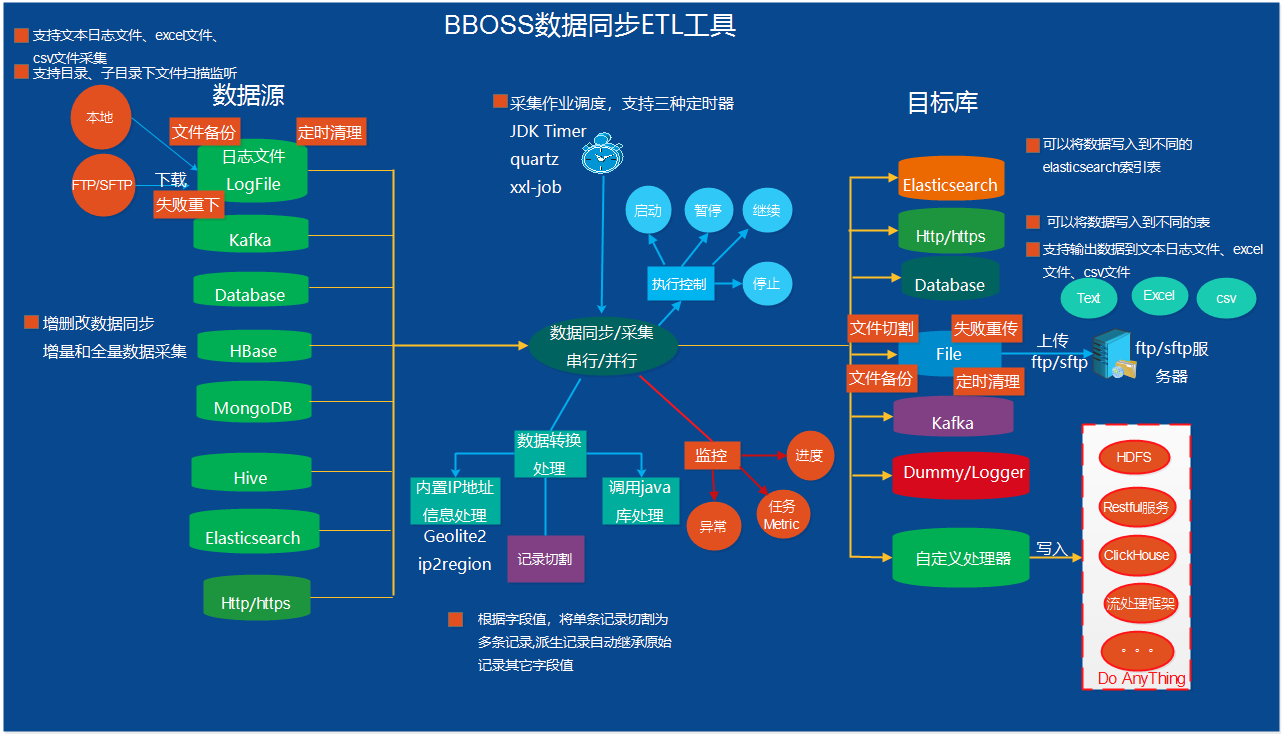 BBOSS数据同步ETL工具
支持文本日志文件、excel文件、
csv文件采集
支持目录、子目录下文件扫描监听
数据源
本地
FTP/SFTP
下载
文件备份
定时清理
失败重下
日志文件
LogFile
Kafka
Database
增删改数据同步
增量和全量数据采集
HBase
MongoDB
Hive
Elasticsearch
Http/https
采集作业调度，支持三种定时器
JDK Timer
quartz
xxl-job
启动
暂停
继续
执行控制
停止
数据同步/采集
串行/并行
数据转换
处理
内置IP地址
信息处理
Geolite2
ip2region
记录切割
调用java
库处理
监控
进度
异常
任务
Metric
根据字段值，将单条记录切割为
多条记录,派生记录自动继承原始
记录其它字段值
目标库
Elasticsearch
可以将数据写入到不同的
elasticsearch索引表
Http/https
Database
可以将数据写入到不同的表
支持输出数据到文本日志文件、excel
文件、csv文件
Text
Excel
csv
文件切割
失败重传
File
文件备份
定时清理
上传
ftp/sftp
ftp/sftp服
务器
Kafka
Dummy/Logger
自定义处理器
写入
HDFS
Restful服务
ClickHouse
流处理框架
。。。
Do AnyThing